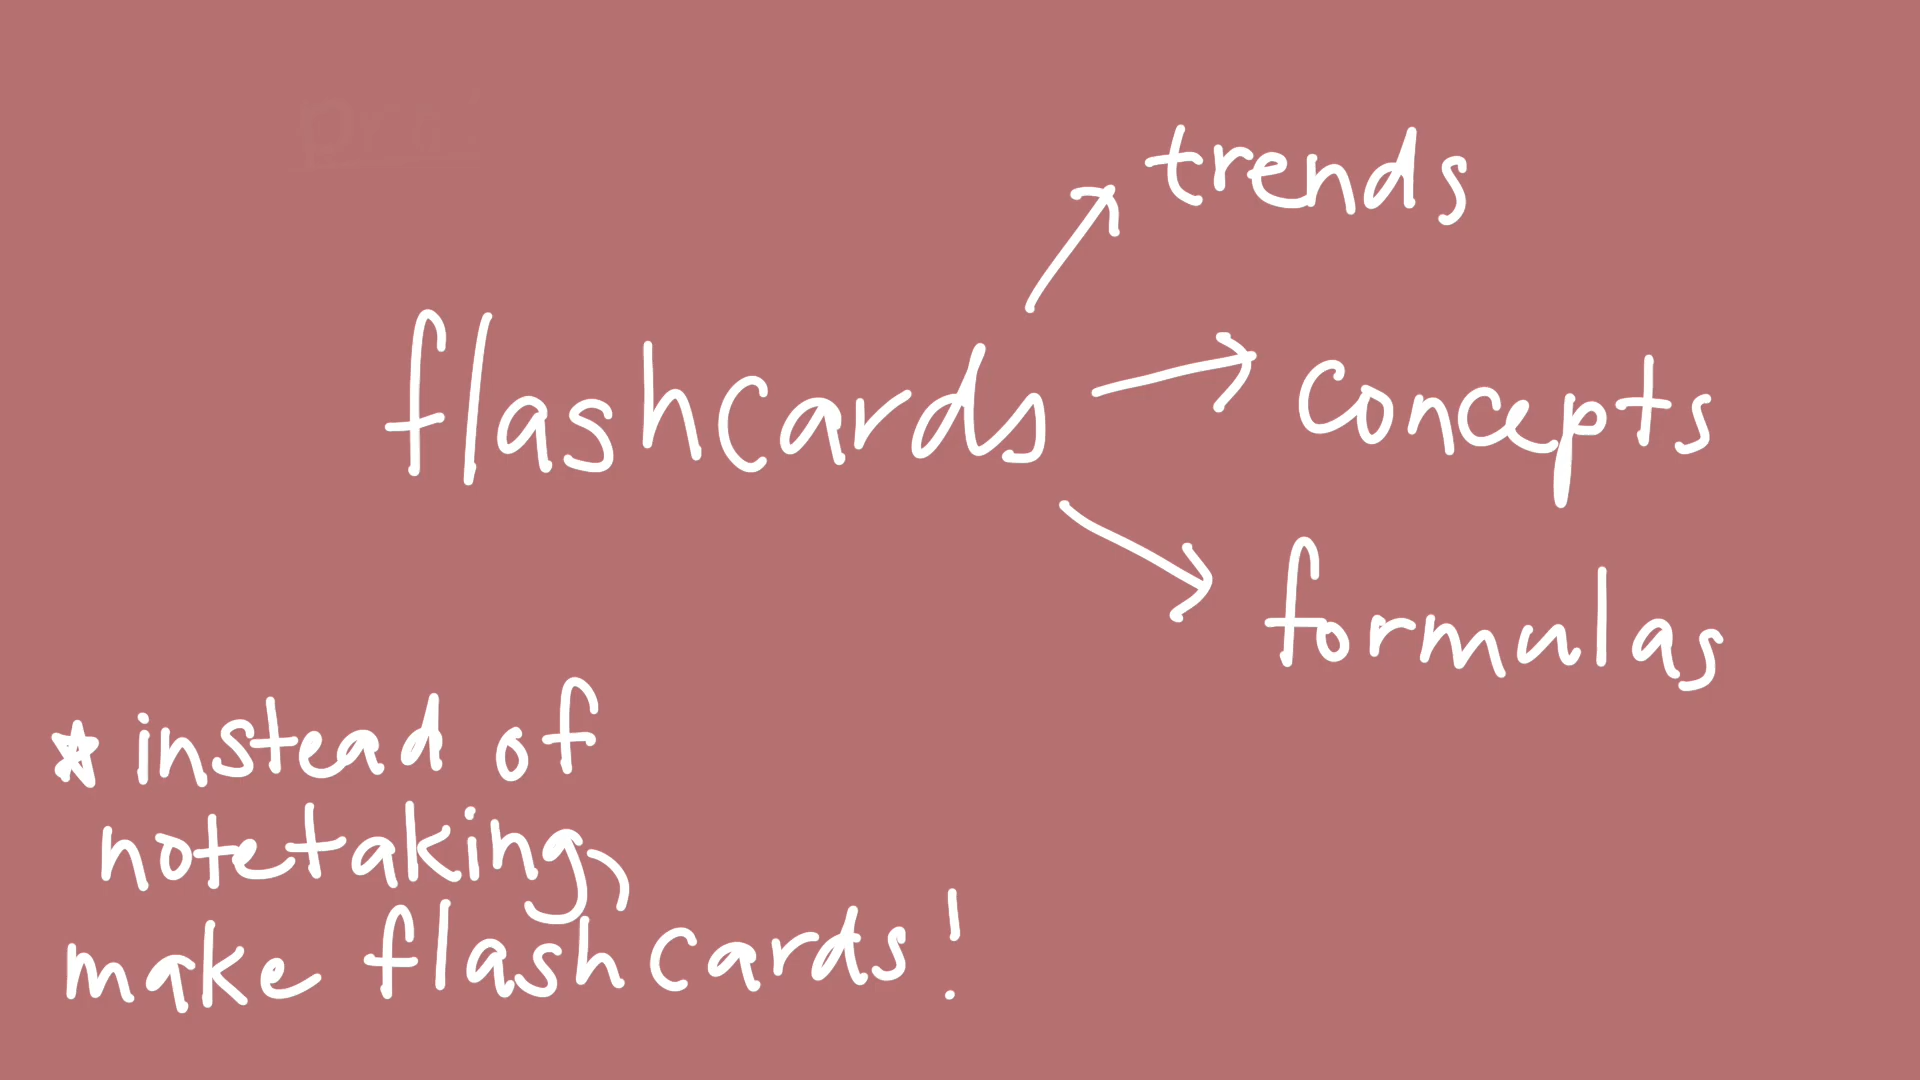 trends
flashcards
concepts
formulas
☆ instead of
notetaking,
make flashcards!